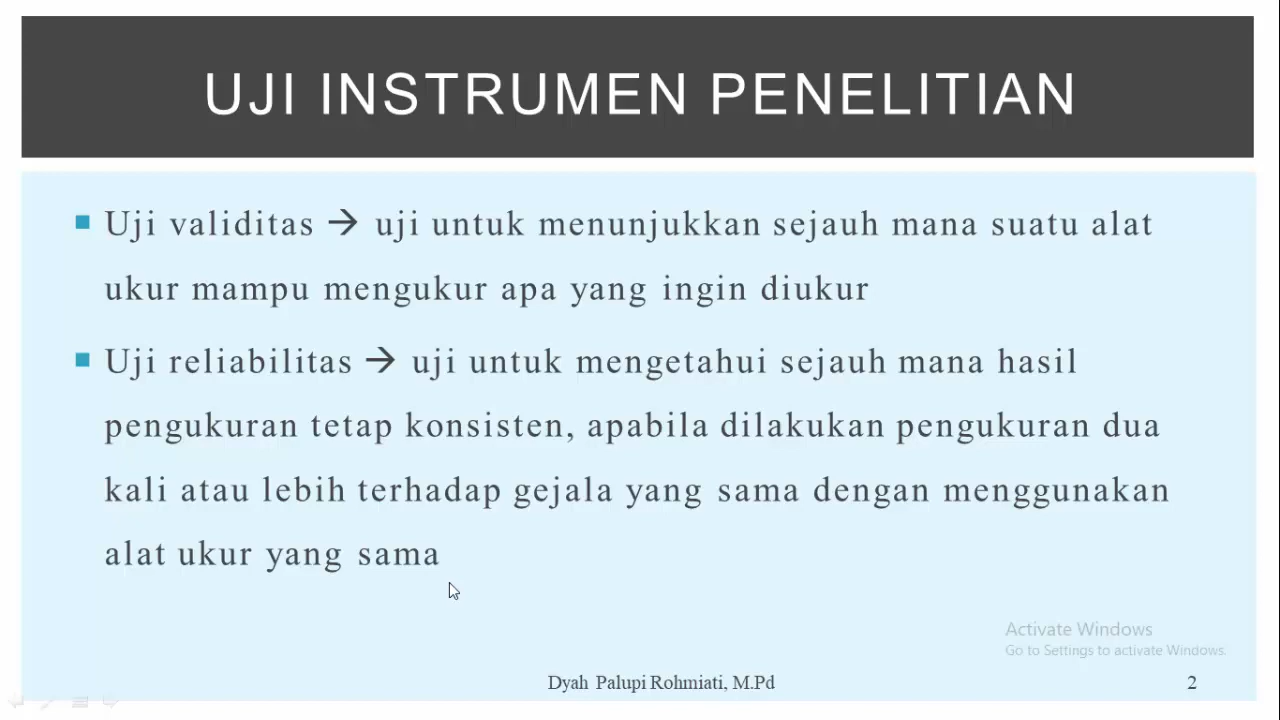 UJI INSTRUMEN PENELITIAN
Uji validitas → uji untuk menunjukkan sejauh mana suatu alat
ukur mampu mengukur apa yang ingin diukur
Uji reliabilitas → uji untuk mengetahui sejauh mana hasil
pengukuran tetap konsisten, apabila dilakukan pengukuran dua
kali atau lebih terhadap gejala yang sama dengan menggunakan
alat ukur yang sama
Activate Windows
Go to Settings to activate Windows.
Dyah Palupi Rohmiati, M.Pd
2